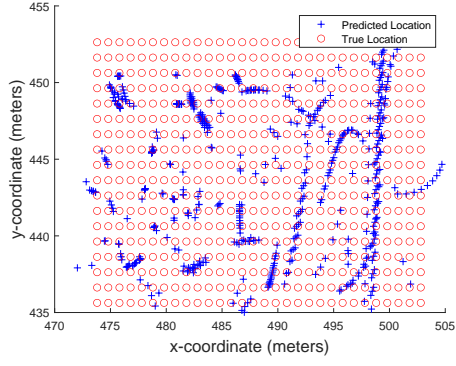 455
450
445
440
435
y-coordinate (meters)
Predicted Location
True Location
470 475 480 485 490 495 500 505
x-coordinate (meters)